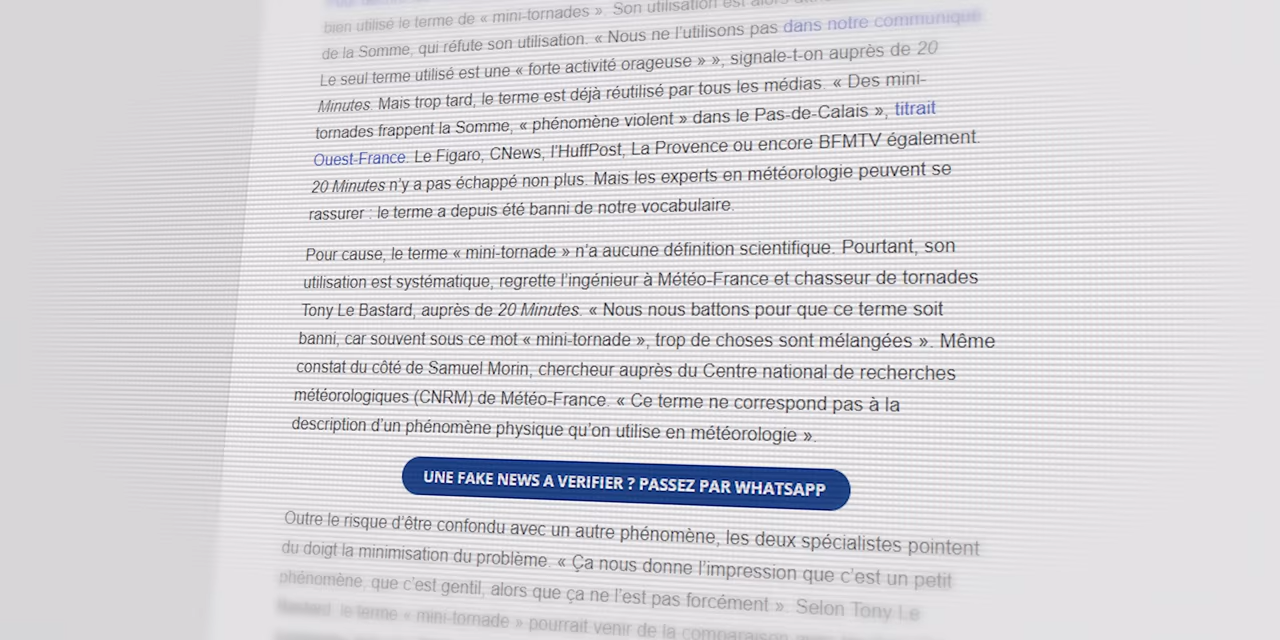 bien utilisé le terme de « mini-tornades ». Son utilisation est alors
de la Somme, qui réfute son utilisation. « Nous ne l'utilisons pas dans notre communiqué
Le seul terme utilisé est une « forte activité orageuse » », signale-t-on auprès de 20
Minutes. Mais trop tard, le terme est déjà réutilisé par tous les médias. « Des mini-
tornades frappent la Somme, « phénomène violent » dans le Pas-de-Calais », titrait
Ouest-France. Le Figaro, CNews, l'HuffPost, La Provence ou encore BFMTV également.
20 Minutes n'y a pas échappé non plus. Mais les experts en météorologie peuvent se
rassurer : le terme a depuis été banni de notre vocabulaire.
Pour cause, le terme « mini-tornade » n'a aucune définition scientifique. Pourtant, son
utilisation est systématique, regrette l'ingénieur à Météo-France et chasseur de tornades
Tony Le Bastard, auprès de 20 Minutes. « Nous nous battons pour que ce terme soit
banni, car souvent sous ce mot « mini-tornade », trop de choses sont mélangées ». Même
constat du côté de Samuel Morin, chercheur auprès du Centre national de recherches
météorologiques (CNRM) de Météo-France. « Ce terme ne correspond pas à la
description d'un phénomène physique qu'on utilise en météorologie ».
UNE FAKE NEWS A VERIFIER ? PASSEZ PAR WHATSAPP
Outre le risque d'être confondu avec un autre phénomène, les deux spécialistes pointent
du doigt la minimisation du problème. « Ça nous donne l'impression que c'est un petit
phénomène, que c'est gentil, alors que ça ne l'est pas forcément ». Selon Tony Le
Bastard, le terme « mini-tornade » pourrait venir de la comparaison